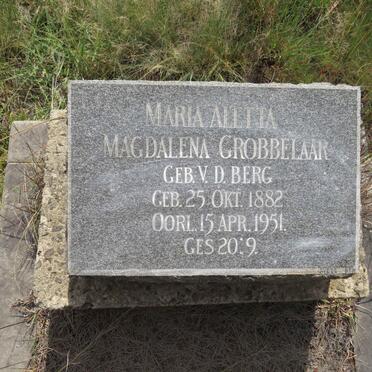 MARIA ALETTA
MAGDALENA GROBBELAAR
GEB. V. D. BERG
GEB. 25. OKT. 1882
OORL. 15 APR. 1951.
GES 20: 9.